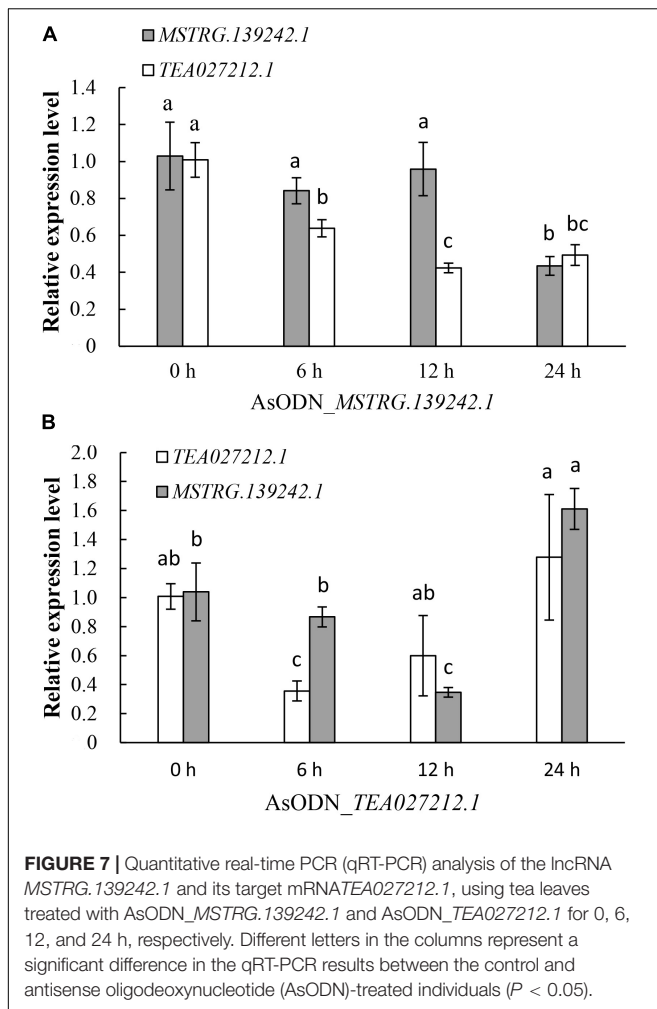 A
MSTRG.139242.1
TEA027212.1
Relative expression level
1.4
1.2
1.0
0.8
0.6
0.4
0.2
0
a a a b a c b bc
0 h 6 h 12 h 24 h
AsODN_MSTRG.139242.1
B
TEA027212.1
MSTRG.139242.1
Relative expression level
2.0
1.8
1.6
1.4
1.2
1.0
0.8
0.6
0.4
0.2
0
ab b c b ab c a a
0 h 6 h 12 h 24 h
AsODN_TEA027212.1
FIGURE 7 | Quantitative real-time PCR (qRT-PCR) analysis of the lncRNA
MSTRG.139242.1 and its target mRNATEA027212.1, using tea leaves
treated with AsODN_MSTRG.139242.1 and AsODN_TEA027212.1 for 0, 6,
12, and 24 h, respectively. Different letters in the columns represent a
significant difference in the qRT-PCR results between the control and
antisense oligodeoxynucleotide (AsODN)-treated individuals (P < 0.05).